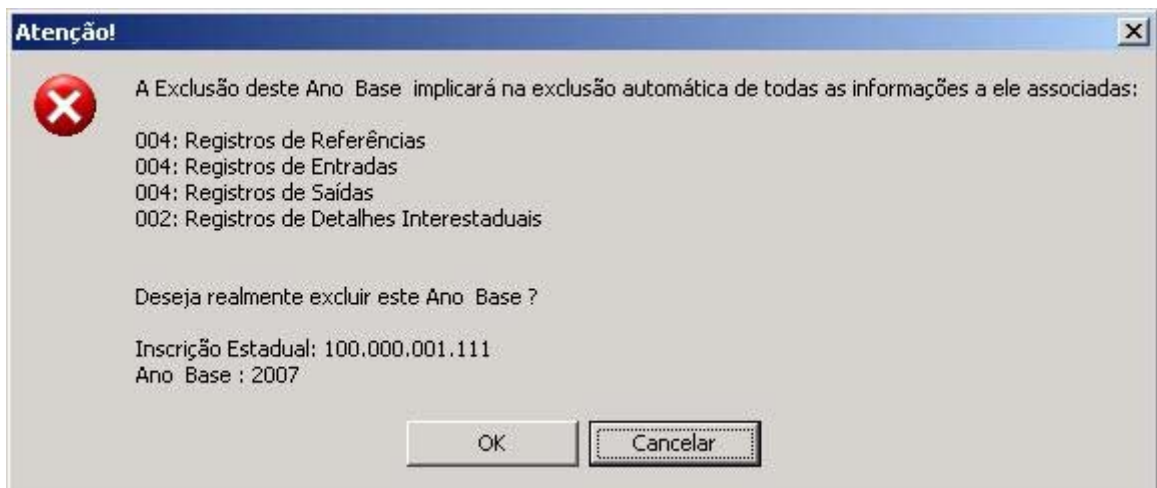 Atenção!
A Exclusão deste Ano Base implicará na exclusão automática de todas as informações a ele associadas:
004: Registros de Referências
004: Registros de Entradas
004: Registros de Saídas
002: Registros de Detalhes Interestaduais
Deseja realmente excluir este Ano Base ?
Inscrição Estadual: 100.000.001.111
Ano Base : 2007
OK
Cancelar